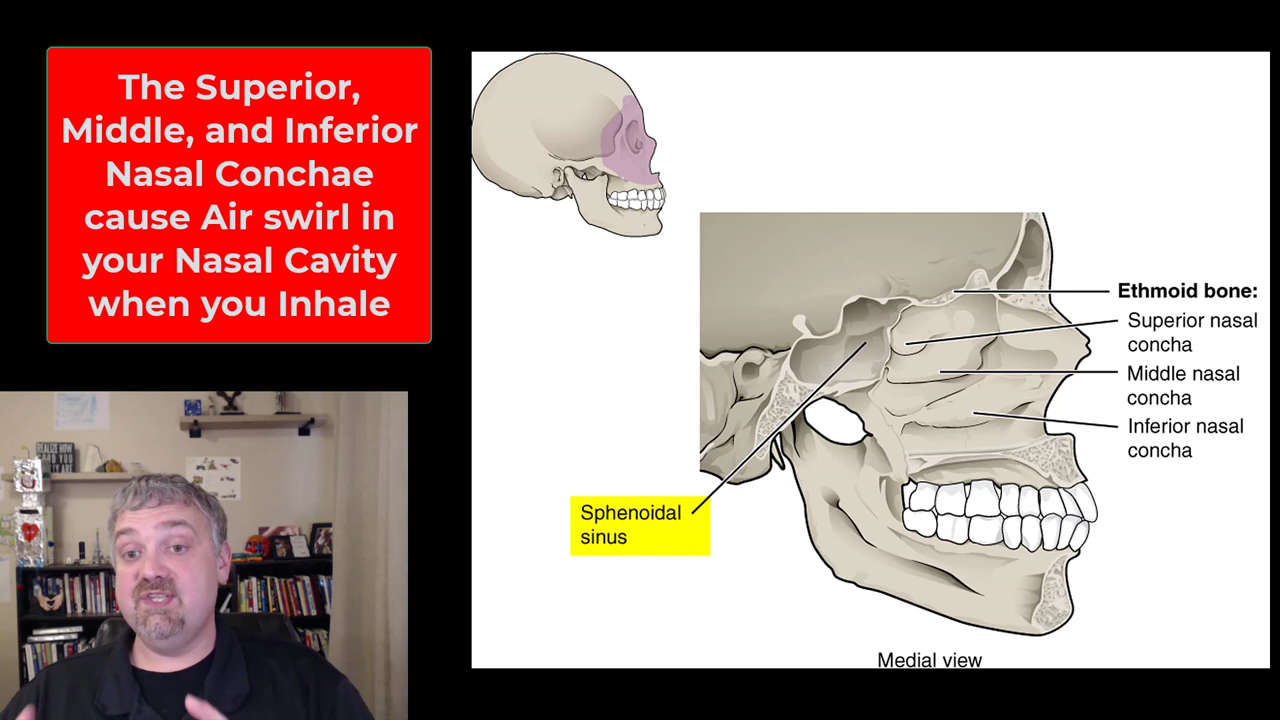 The Superior,
Middle, and Inferior
Nasal Conchae
cause Air swirl in
your Nasal Cavity
when you Inhale
Ethmoid bone:
Superior nasal
concha
Middle nasal
concha
Inferior nasal
concha
Sphenoidal
sinus
Medial view